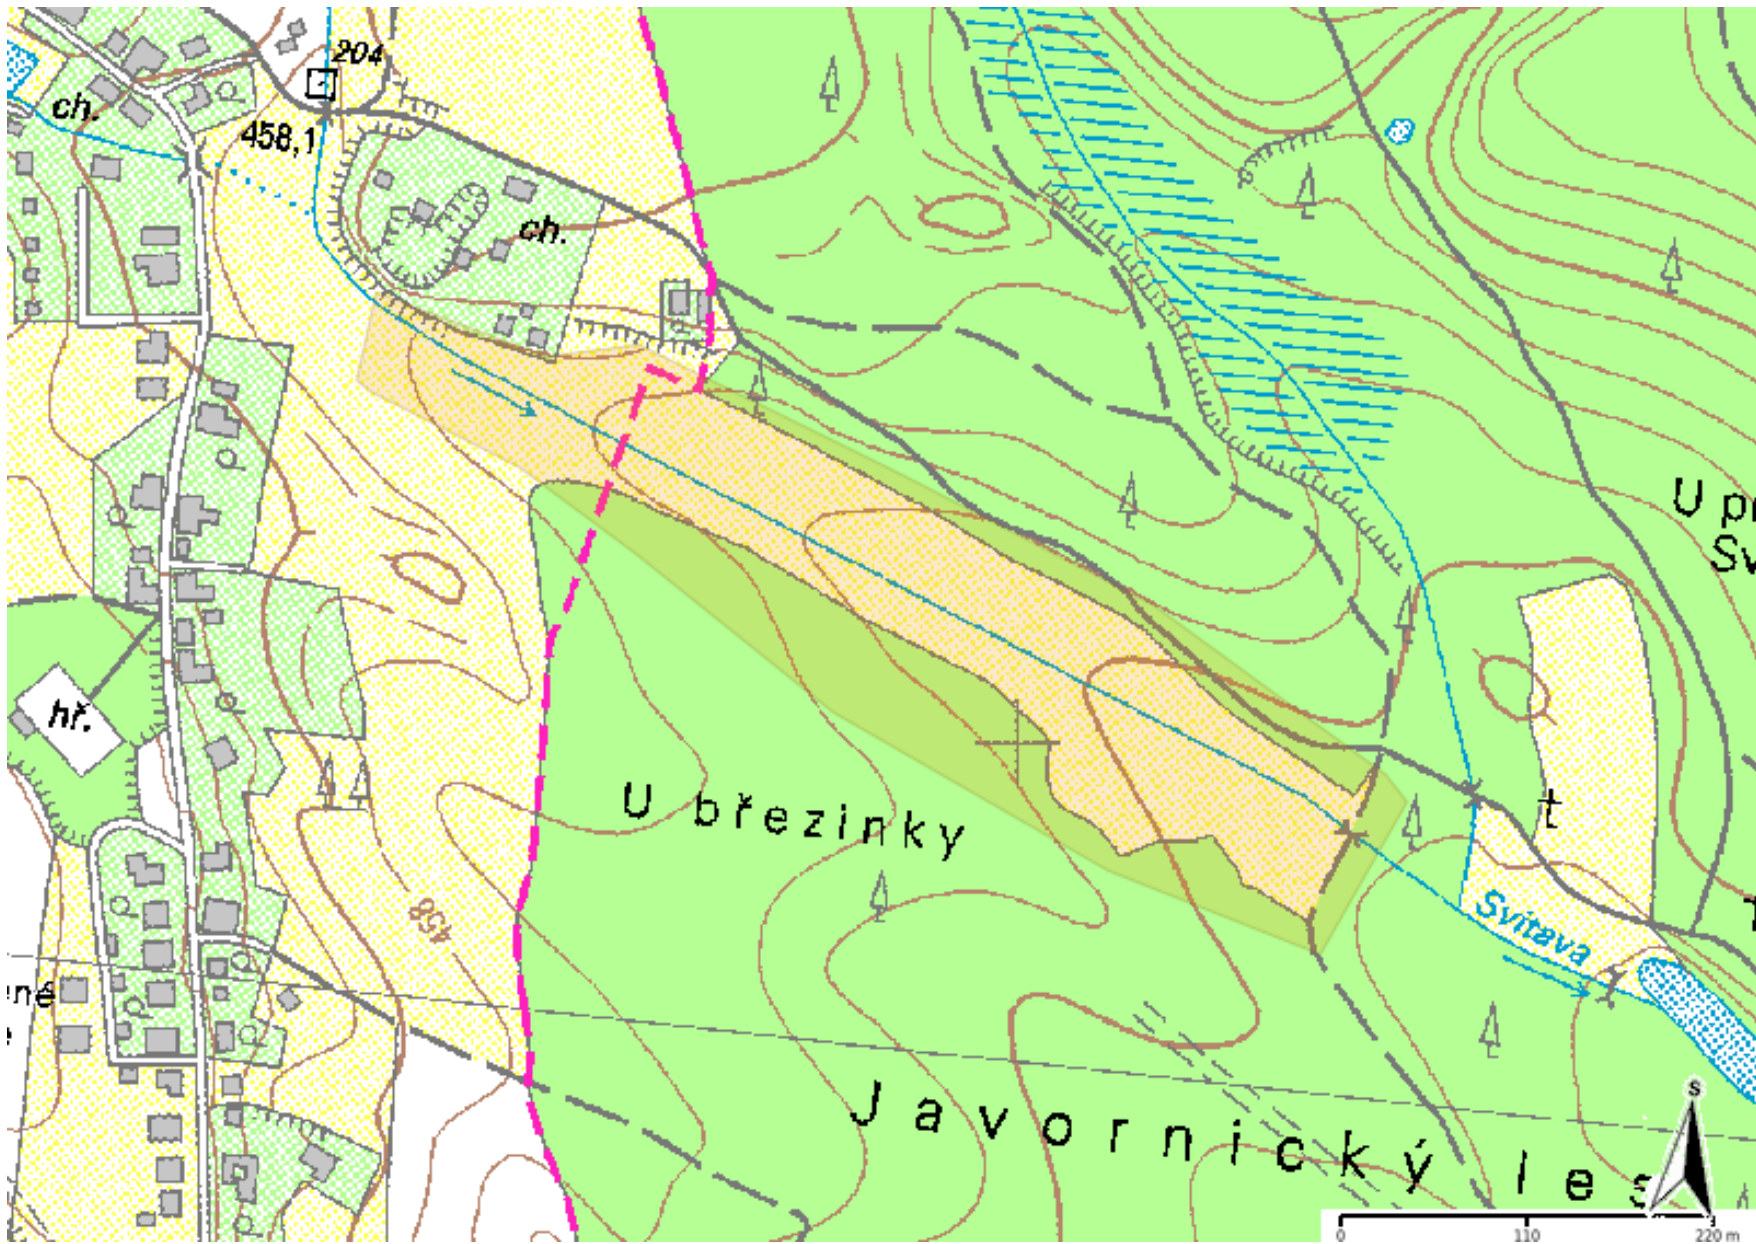 204
ch.
458,1
ch.
U
Sv
hř.
U březinky
458
t
Svitava
né
Javornický les
S
0 110 220 m